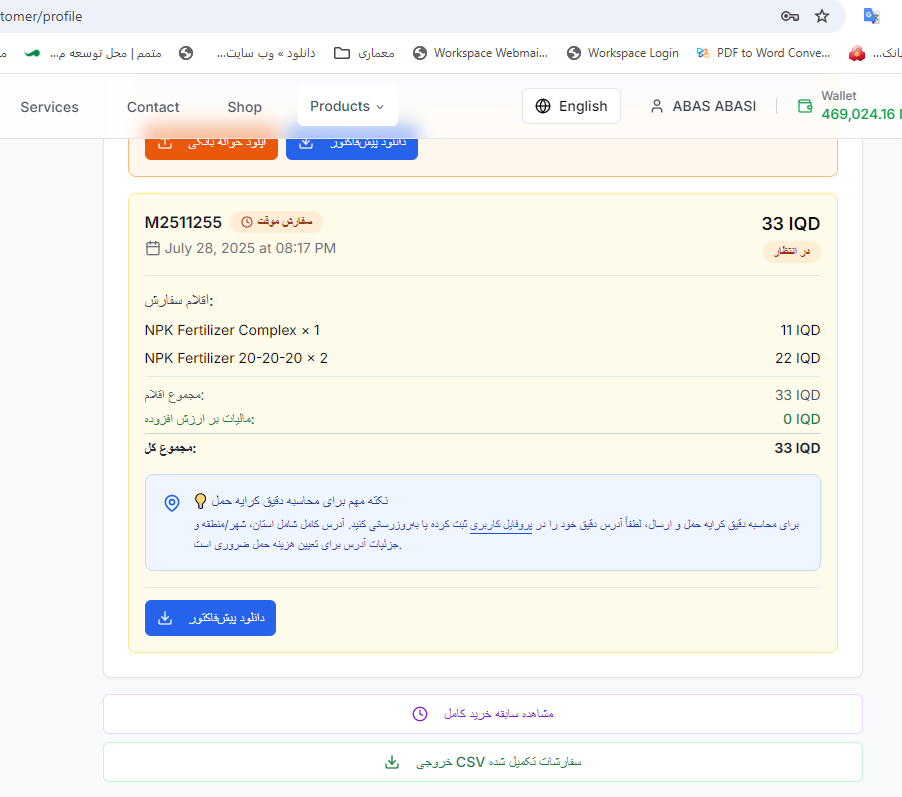 tomer/profile
متمم | محل توسعه م...
دانلود » وب سایت...
معماری
Workspace Webmai...
Workspace Login
PDF to Word Conve...
بانک...
Services
Contact
Shop
Products
English
ABAS ABASI
Wallet
469,024.16
آپلود حواله بانکی
دانلود پیش‌فاکتور
M2511255
سفارش موقت
33 IQD
July 28, 2025 at 08:17 PM
در انتظار
اقلام سفارش:
NPK Fertilizer Complex × 1
11 IQD
NPK Fertilizer 20-20-20 × 2
22 IQD
مجموع اقلام:
33 IQD
مالیات بر ارزش افزوده:
0 IQD
مجموع کل:
33 IQD
نکته مهم برای محاسبه دقیق کرایه حمل
برای محاسبه دقیق کرایه حمل و ارسال، لطفاً آدرس دقیق خود را در پروفایل کاربری ثبت کرده یا به‌روزرسانی کنید. آدرس کامل شامل استان، شهر/منطقه و
جزئیات آدرس برای تعیین هزینه حمل ضروری است.
دانلود پیش‌فاکتور
مشاهده سابقه خرید کامل
خروجی CSV سفارشات تکمیل شده